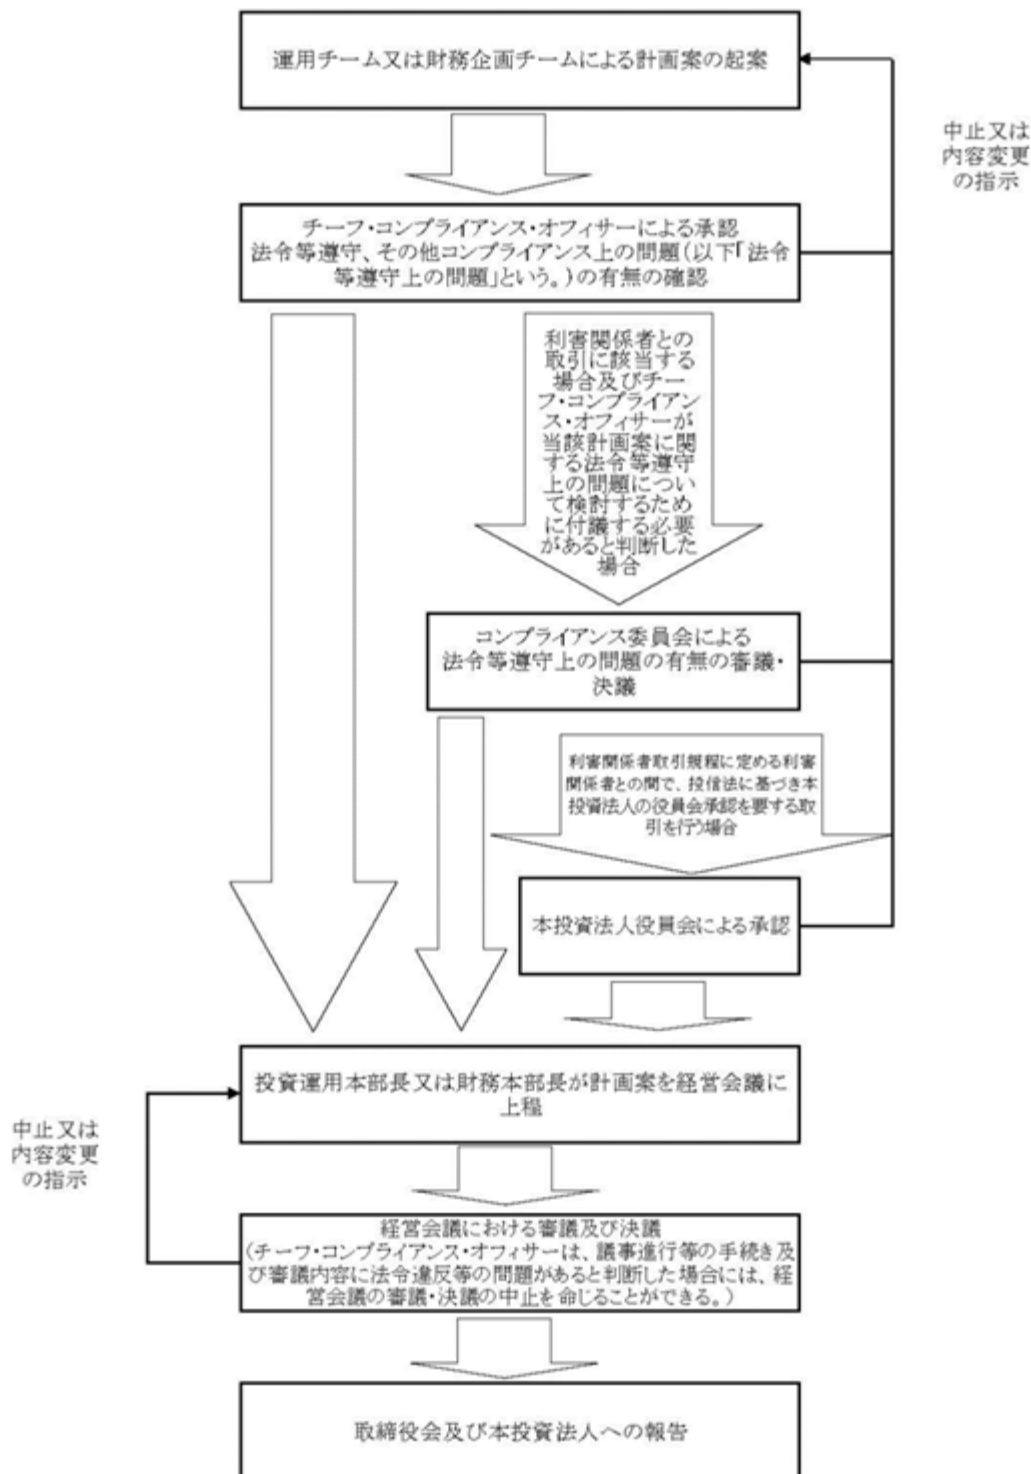 運用チーム又は財務企画チームによる計画案の起案
中止又は
内容変更
の指示
チーフ・コンプライアンス・オフィサーによる承認
法令等遵守、その他コンプライアンス上の問題(以下「法令
等遵守上の問題」という。)の有無の確認
利害関係者との
取引に該当する
場合及びチー
フ・コンプライアン
ス・オフィサーが
当該計画案に関
する法令等遵守
上の問題につい
て検討するため
に付議する必要
があると判断した
場合
コンプライアンス委員会による
法令等遵守上の問題の有無の審議・
決議
利害関係者取引規程に定める利害
関係者との間で、投信法に基づき本
投資法人の役員会承認を要する取
引を行う場合
本投資法人役員会による承認
投資運用本部長又は財務本部長が計画案を経営会議に
上程
中止又は
内容変更
の指示
経営会議における審議及び決議
(チーフ・コンプライアンス・オフィサーは、議事進行等の手続き及
び審議内容に法令違反等の問題があると判断した場合には、経
営会議の審議・決議の中止を命じることができる。)
取締役会及び本投資法人への報告